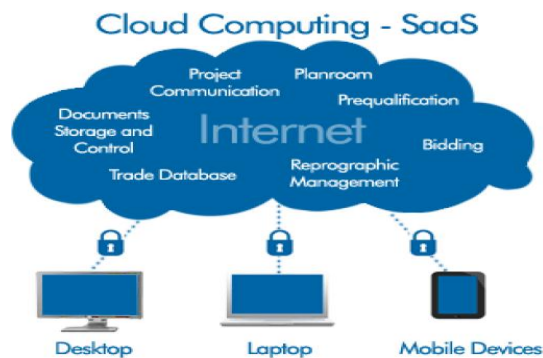 Cloud Computing - SaaS
Project
Communication
Planroom
Prequalification
Documents
Storage and
Control
Internet
Bidding
Trade Database
Reprographic
Management
Desktop
Laptop
Mobile Devices